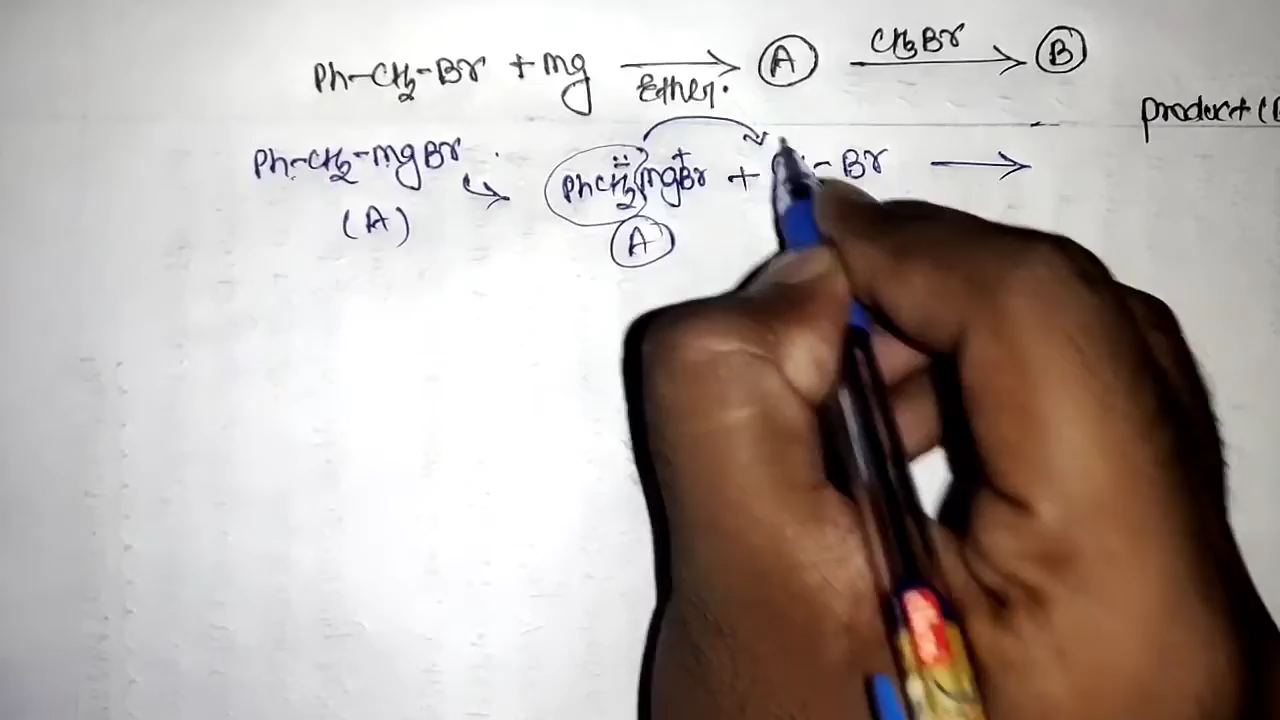 Ph-CH₂-Br + Mg → Ether. (A) CH₃Br → (B)
product
Ph-CH₂-MgBr
PhCH₂ MgBr⁺ + - Br →
(A)
(A)